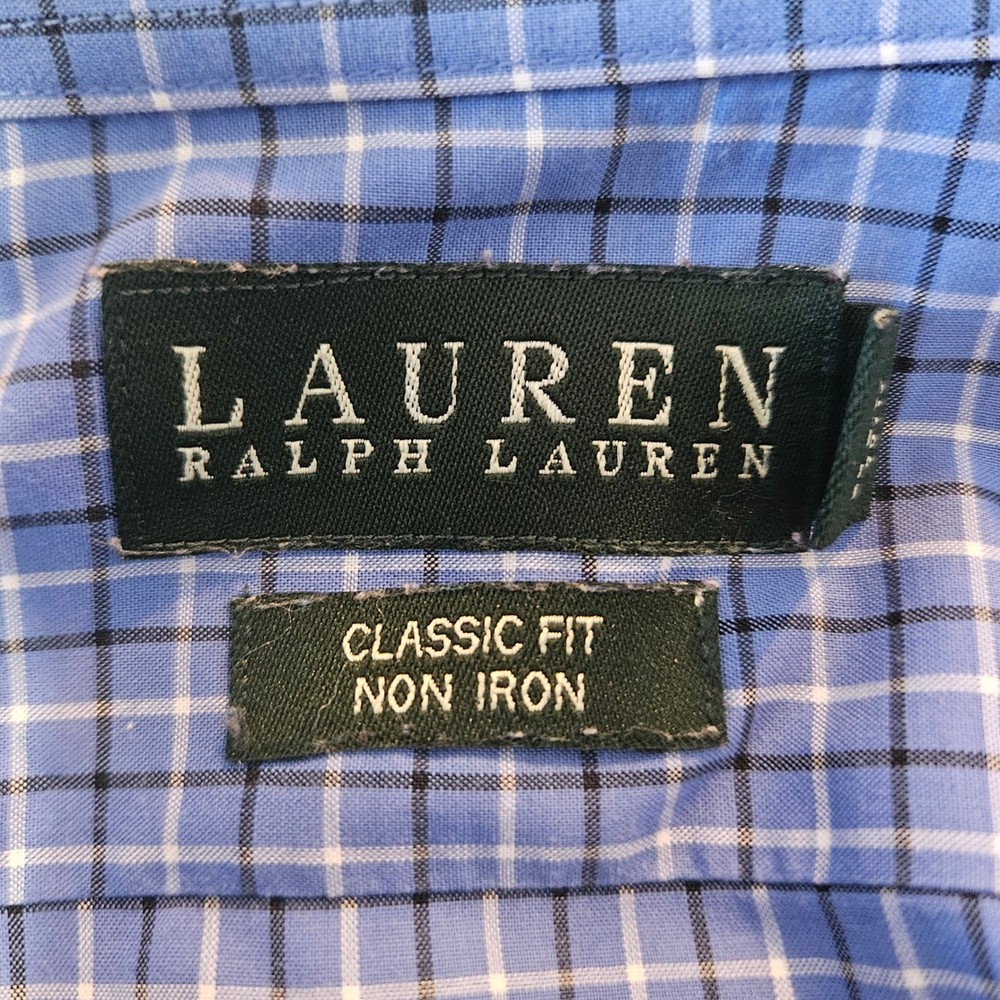 LAUREN
RALPH LAUREN
CLASSIC FIT
NON IRON